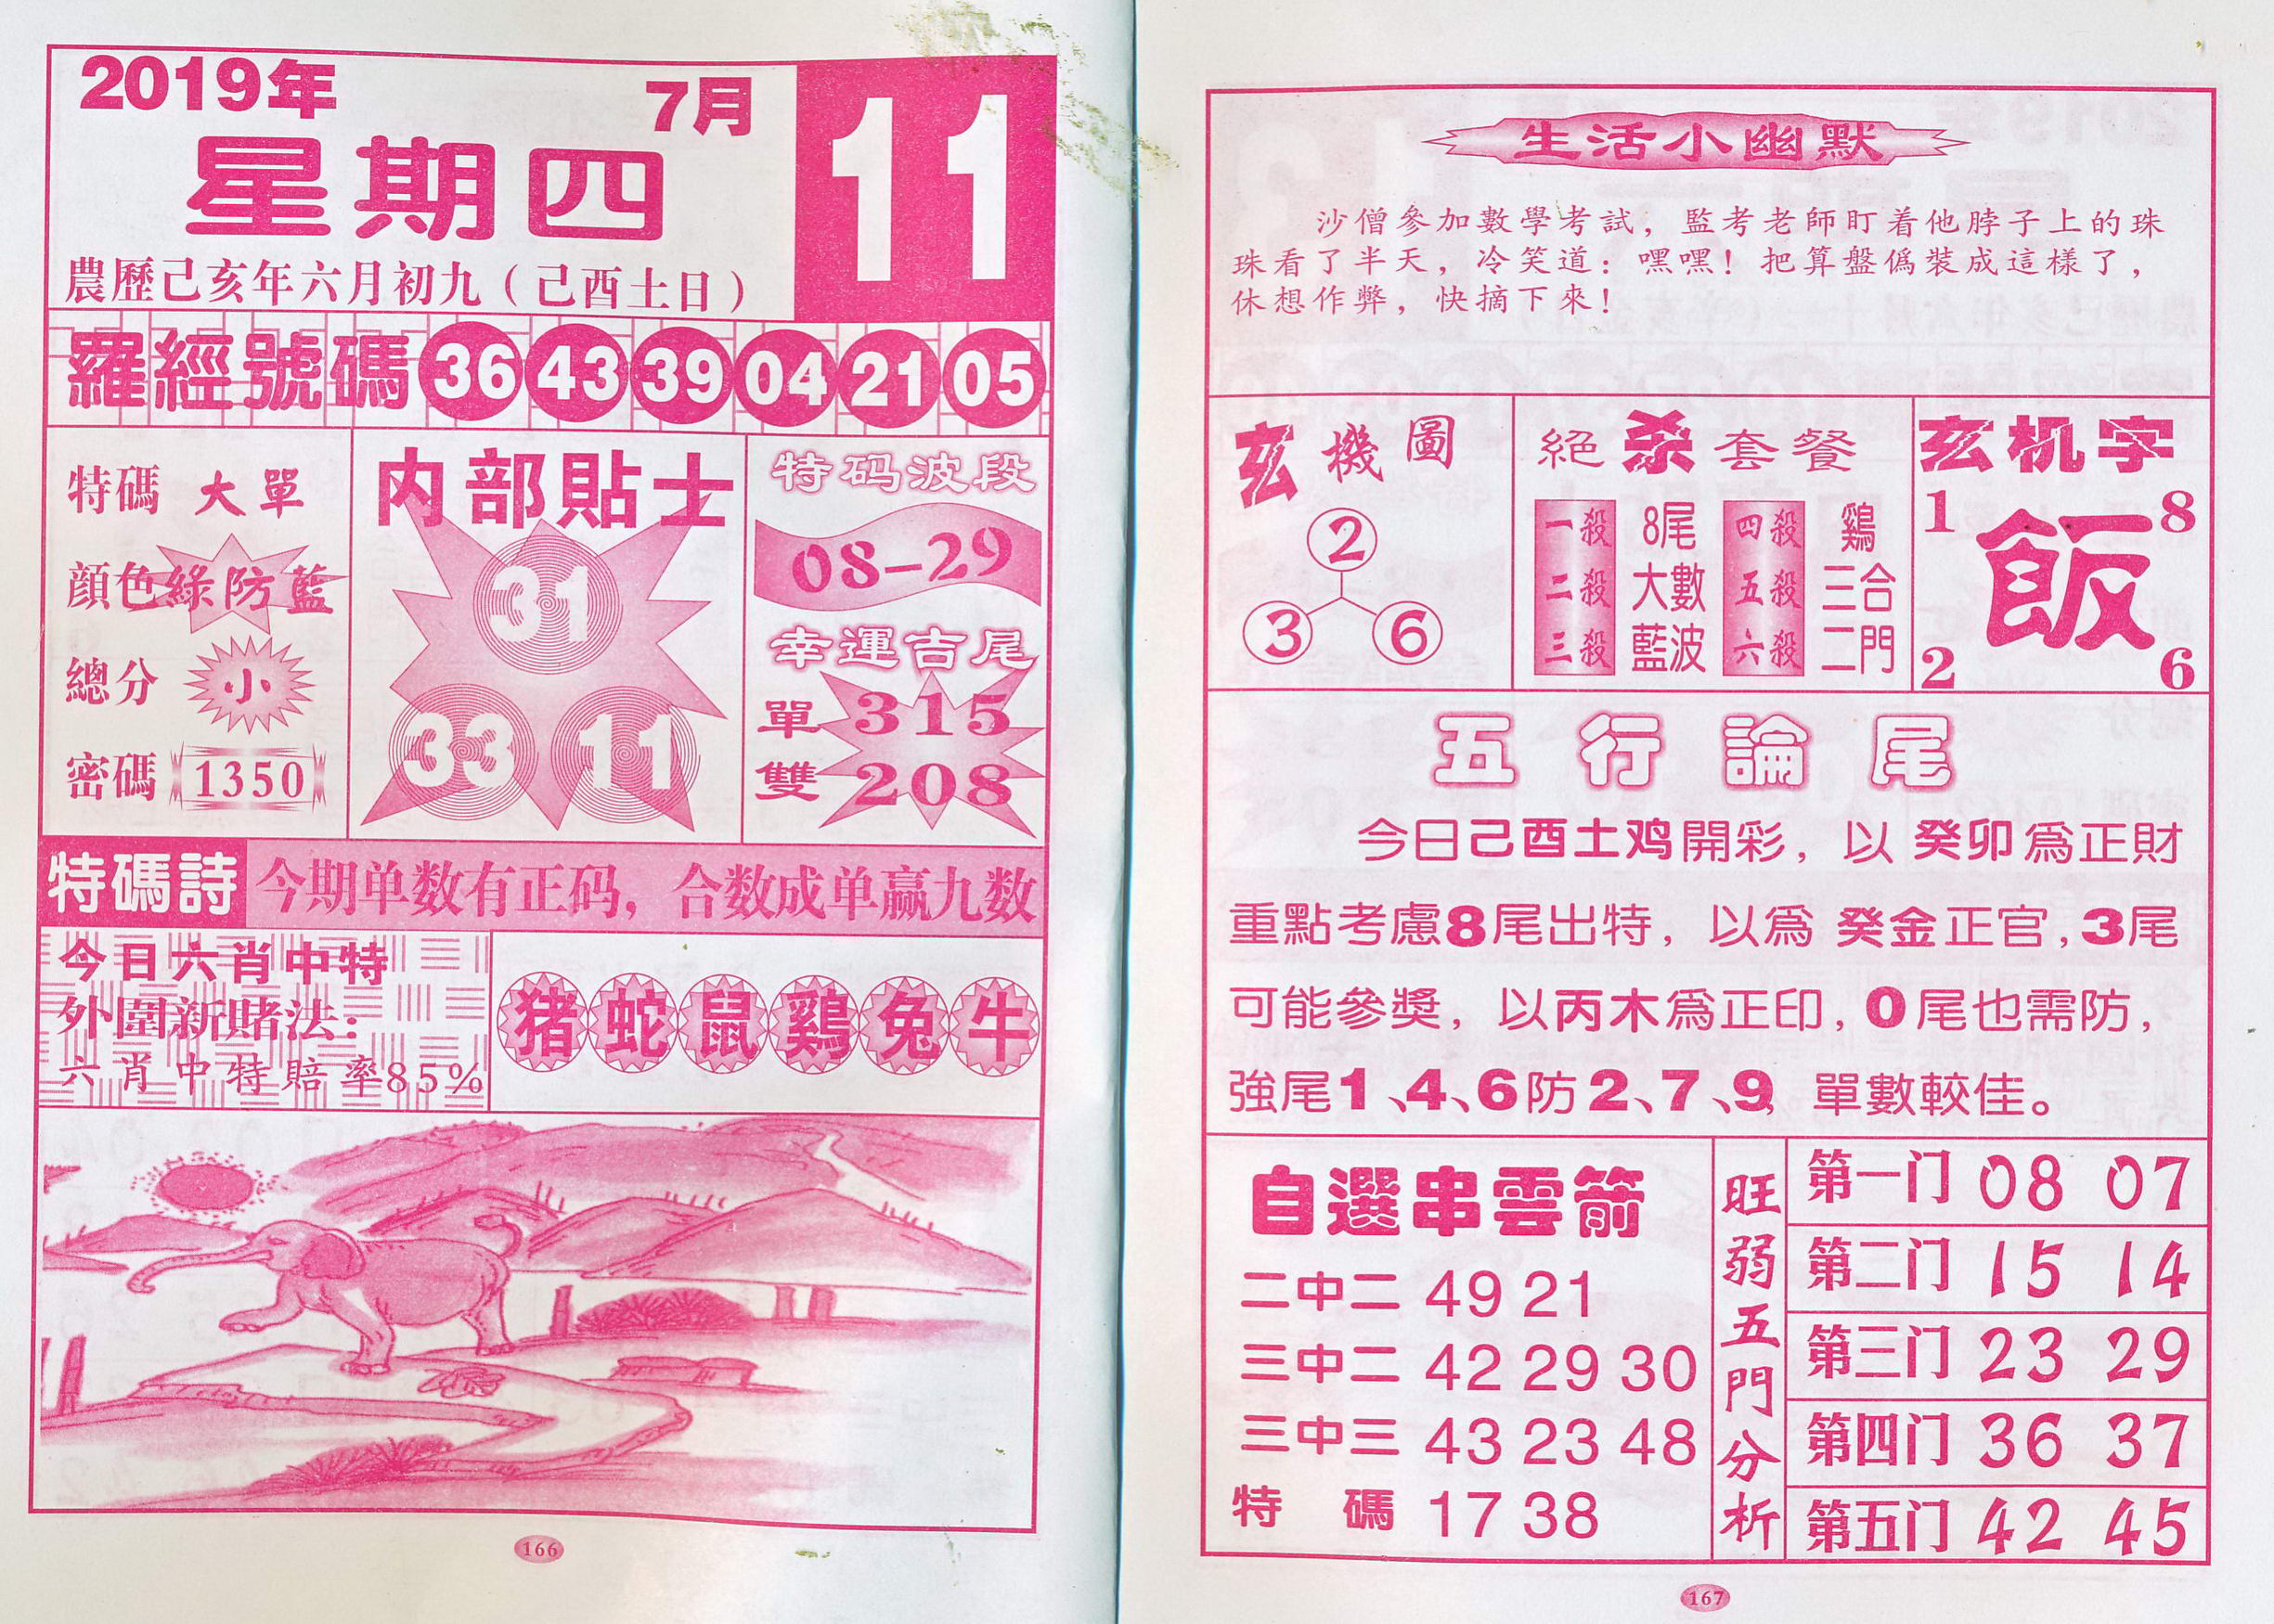 2019年
7月
11
星期四
農歷己亥年六月初九（己酉土日）
羅經號碼 36 43 39 04 21 05
特碼 大單
顔色 綠防藍
總分 小
密碼 1350
内部貼士
31
33 11
特码波段
08-29
幸運吉尾
單 315
雙 208
特碼詩 今期单数有正码，合数成单赢九数
今日六肖中特
外圍新賭法：
六肖中特賠率85%
猪 蛇 鼠 鷄 兔 牛
166
生活小幽默
沙僧參加數學考試，監考老師盯着他脖子上的珠
珠看了半天，冷笑道：嘿嘿！把算盤僞裝成這樣了，
休想作弊，快摘下來！
玄機圖
2
3 6
絕杀套餐
一殺 8尾 四殺 鷄
二殺 大數 五殺 三合
三殺 藍波 六殺 二門
玄机字
1 8
飯
2 6
五行論尾
今日己酉土鸡開彩，以癸卯爲正財
重點考慮8尾出特，以爲癸金正官，3尾
可能參獎，以丙木爲正印，0尾也需防，
強尾1、4、6防2、7、9，單數較佳。
自選串雲箭
二中二 49 21
三中二 42 29 30
三中三 43 23 48
特碼 17 38
旺弱五門分析
第一门 08 07
第二门 15 14
第三门 23 29
第四门 36 37
第五门 42 45
167